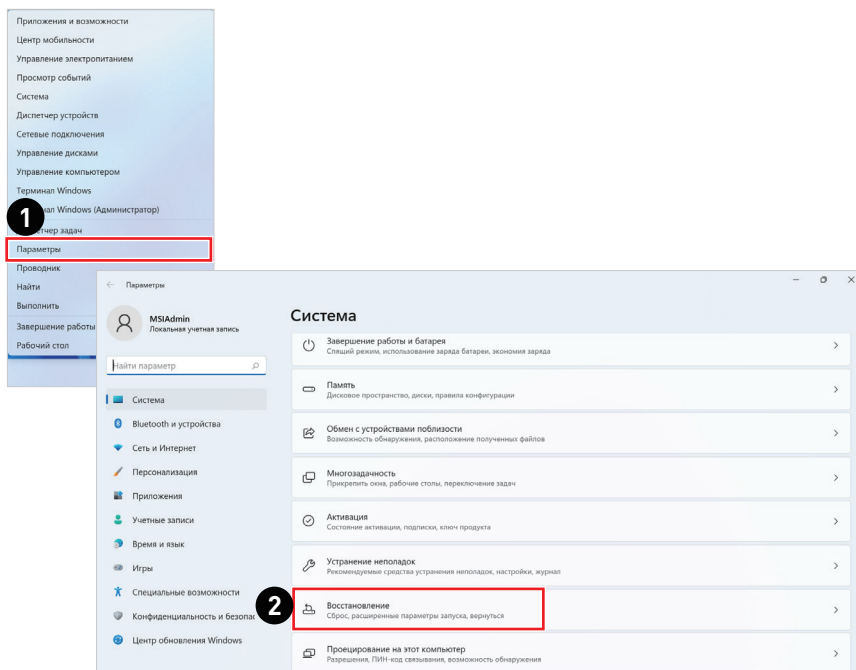 Приложения и возможности
Центр мобильности
Управление электропитанием
Просмотр событий
Система
Диспетчер устройств
Сетевые подключения
Управление дисками
Управление компьютером
Терминал Windows
нал Windows (Администратор)
1
тчер задач
Параметры
Проводник
Найти
Выполнить
Завершение работы
Рабочий стол
Параметры
MSIAdmin
Локальная учетная запись
Найти параметр
Система
Bluetooth и устройства
Сеть и Интернет
Персонализация
Приложения
Учетные записи
Время и язык
Игры
Специальные возможности
Конфиденциальность и безопас
Центр обновления Windows
Система
Завершение работы и батарея
Спящий режим, использование заряда батареи, экономия заряда
Память
Дисковое пространство, диски, правила конфигурации
Обмен с устройствами поблизости
Возможность обнаружения, расположение полученных файлов
Многозадачность
Прикрепить окна, рабочие столы, переключение задач
Активация
Состояние активации, подписки, ключ продукта
Устранение неполадок
Рекомендуемые средства устранения неполадок, настройки, журнал
2
Восстановление
Сброс, расширенные параметры запуска, вернуться
Проецирование на этот компьютер
Разрешения, ПИН-код связывания, возможность обнаружения